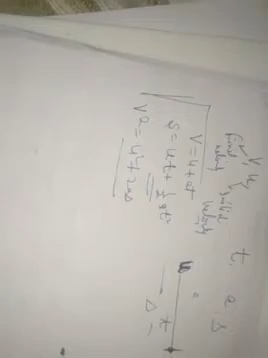 V, u, t. a. s
final velocity initial velocity
V = u + at
s = ut + ½ at²
V² = u² + 2as
u
t